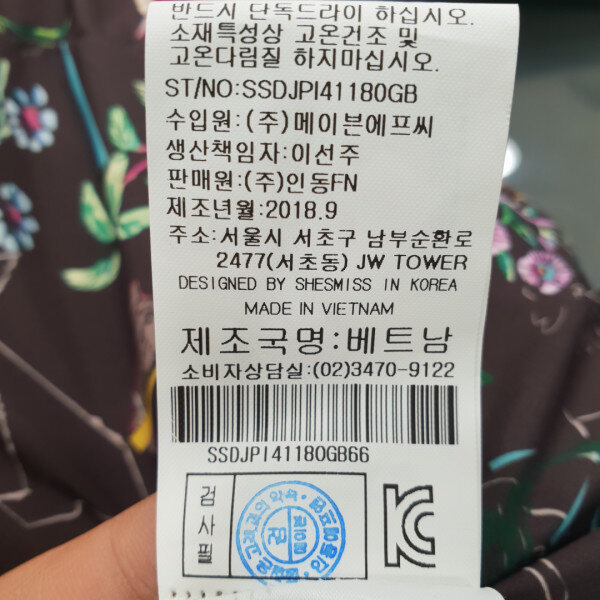 반드시 단독드라이 하십시오.
소재특성상 고온건조 및
고온다림질 하지마십시오.
ST/NO:SSDJPI41180GB
수입원:(주)메이븐에프씨
생산책임자:이선주
판매원:(주)인동FN
제조년월:2018.9
주소:서울시 서초구 남부순환로
2477(서초동) JW TOWER
DESIGNED BY SHESMISS IN KOREA
MADE IN VIETNAM
제조국명:베트남
소비자상담실:(02)3470-9122
SSDJPI41180GB66
검사필